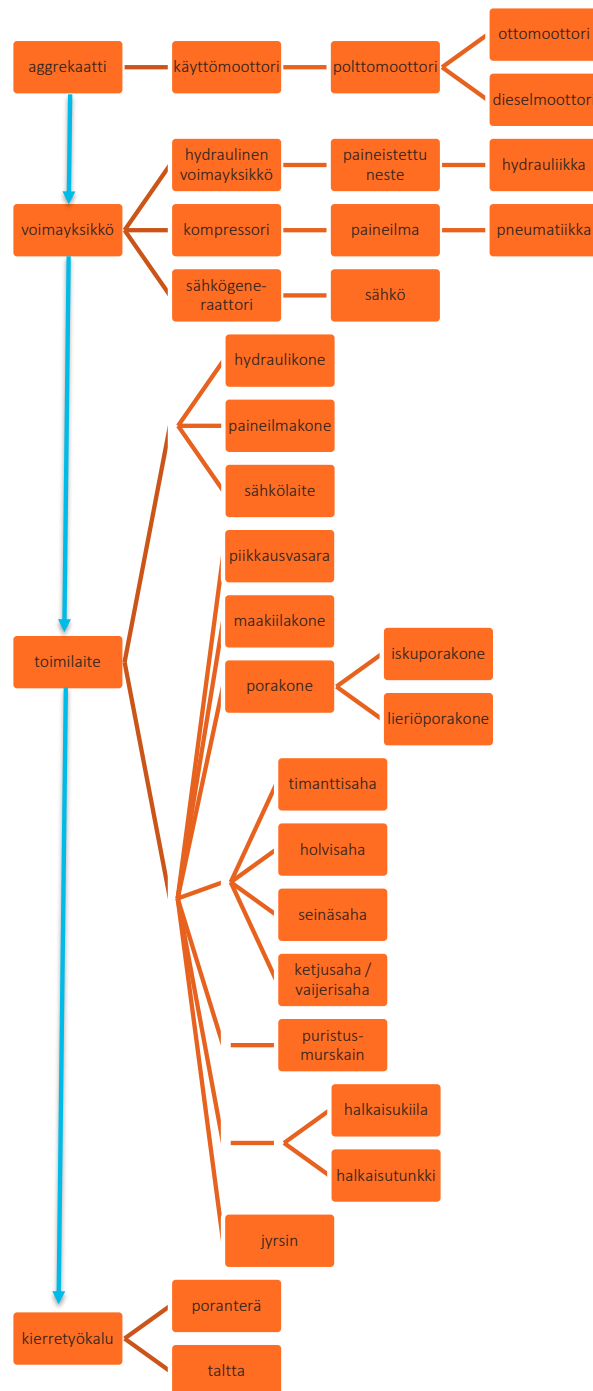 ottomoottori
aggrekaatti
käyttömoottori
polttomoottori
dieselmoottori
hydraulinen
voimayksikkö
paineistettu
neste
hydrauliikka
voimayksikkö
kompressori
paineilma
pneumatiikka
sähkögene-
raattori
sähkö
hydraulikone
paineilmakone
sähkölaite
piikkausvasara
maakiilakone
toimilaite
porakone
iskuporakone
lieriöporakone
timanttisaha
holvisaha
seinäsaha
ketjusaha /
vaijerisaha
puristus-
murskain
halkaisukiila
halkaisutunkki
jyrsin
kierretyökalu
poranterä
taltta